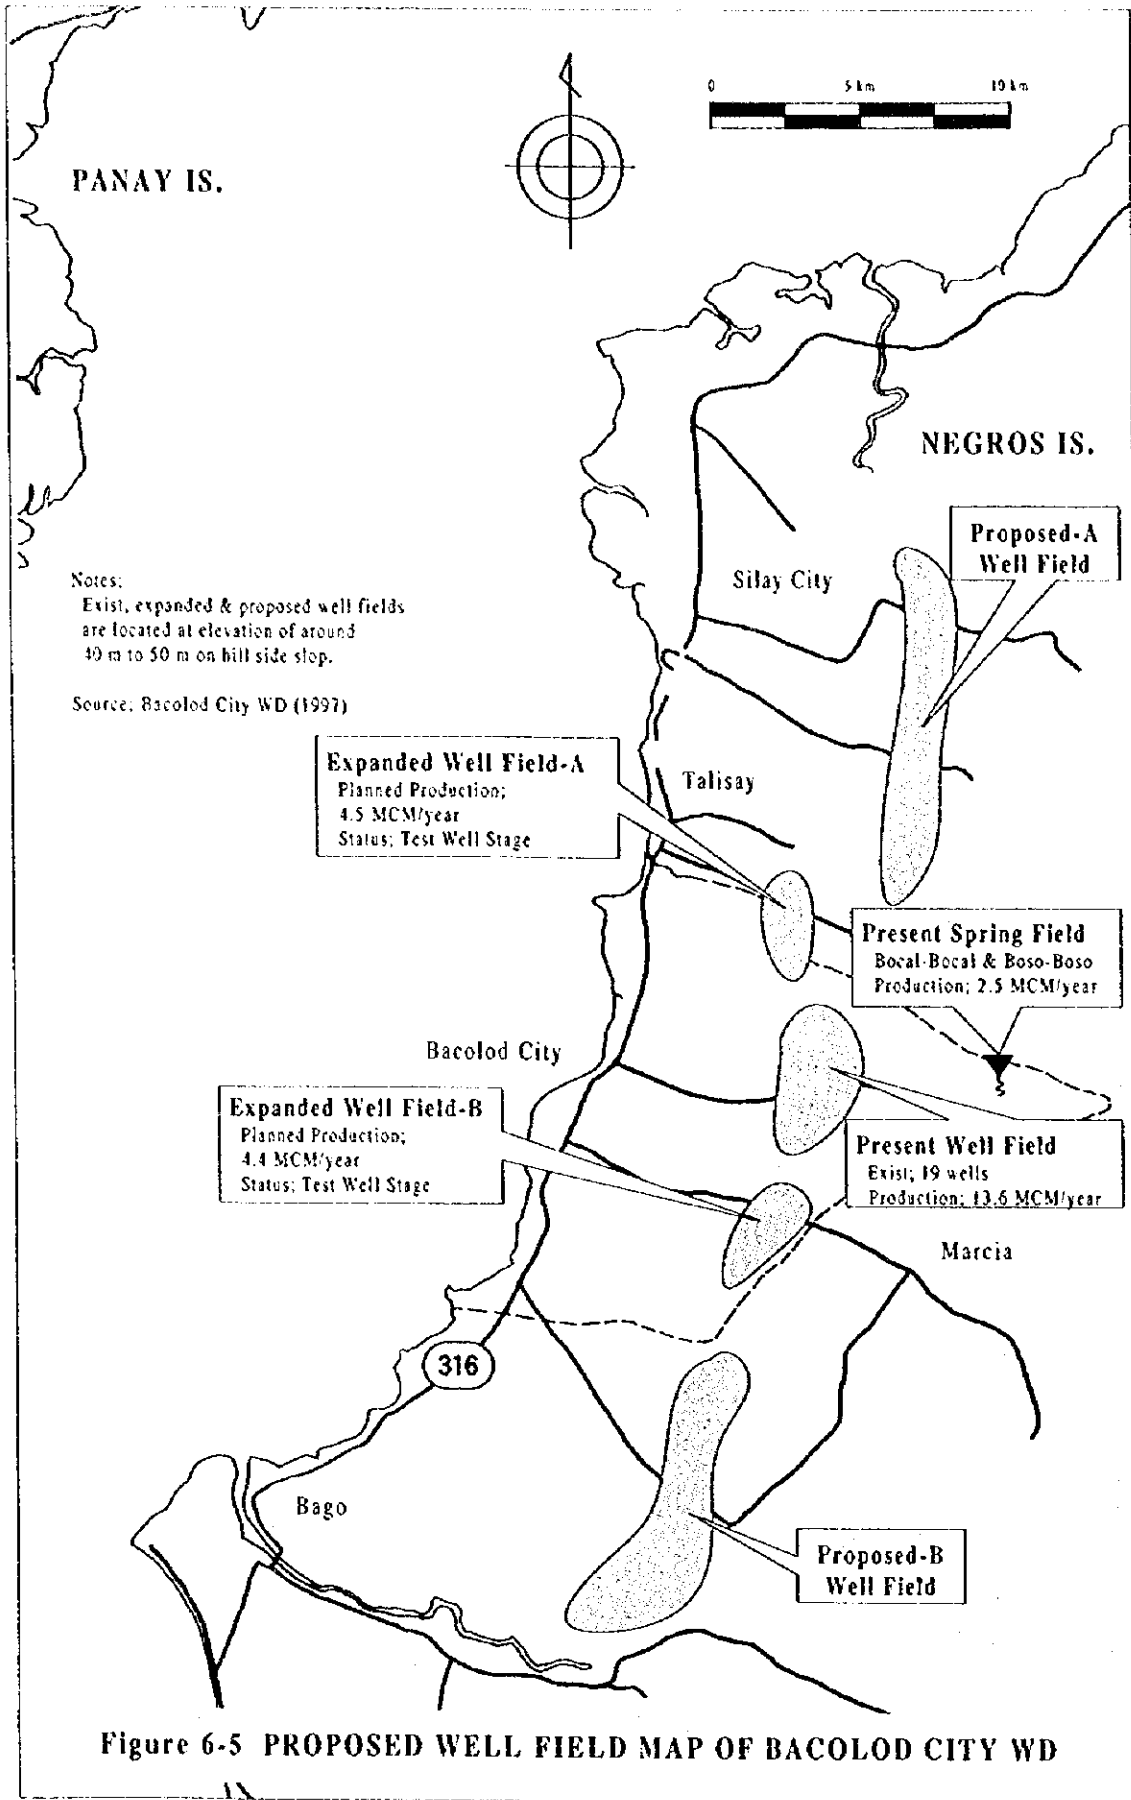 0 5 km 10 km
PANAY IS.
NEGROS IS.
Proposed-A
Well Field
Silay City
Notes;
Exist, expanded & proposed well fields
are located at elevation of around
40 m to 50 m on hill side slop.
Source; Bacolod City WD (1997)
Expanded Well Field-A
Planned Production;
4.5 MCM/year
Status; Test Well Stage
Talisay
Present Spring Field
Bocal-Bocal & Boso-Boso
Production; 2.5 MCM/year
Bacolod City
Expanded Well Field-B
Planned Production;
4.4 MCM/year
Status; Test Well Stage
Present Well Field
Exist; 19 wells
Production; 13.6 MCM/year
Marcia
316
Bago
Proposed-B
Well Field
Figure 6-5 PROPOSED WELL FIELD MAP OF BACOLOD CITY WD